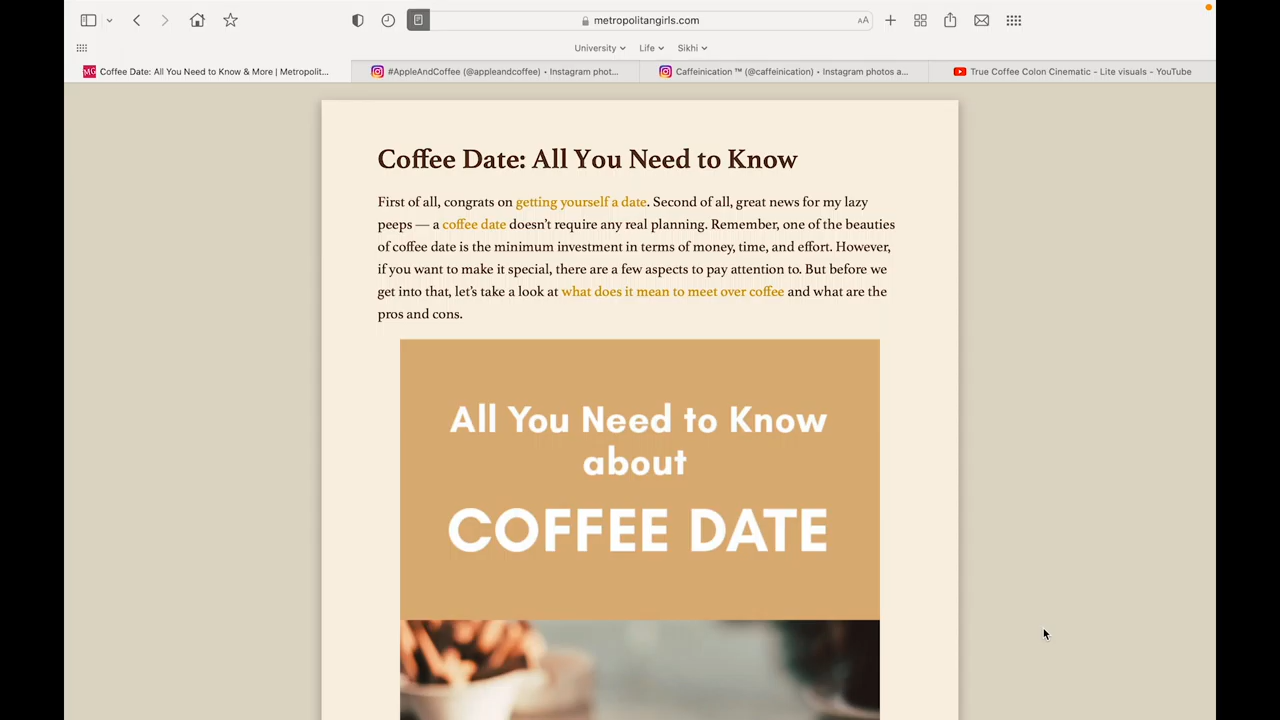 metropolitangirls.com
AA
University Life Sikhi
MG Coffee Date: All You Need to Know & More | Metropolit...
#AppleAndCoffee (@appleandcoffee) • Instagram phot...
Caffeinication ™ (@caffeinication) • Instagram photos a...
True Coffee Colon Cinematic - Lite visuals - YouTube
Coffee Date: All You Need to Know
First of all, congrats on getting yourself a date. Second of all, great news for my lazy
peeps — a coffee date doesn't require any real planning. Remember, one of the beauties
of coffee date is the minimum investment in terms of money, time, and effort. However,
if you want to make it special, there are a few aspects to pay attention to. But before we
get into that, let's take a look at what does it mean to meet over coffee and what are the
pros and cons.
All You Need to Know
about
COFFEE DATE